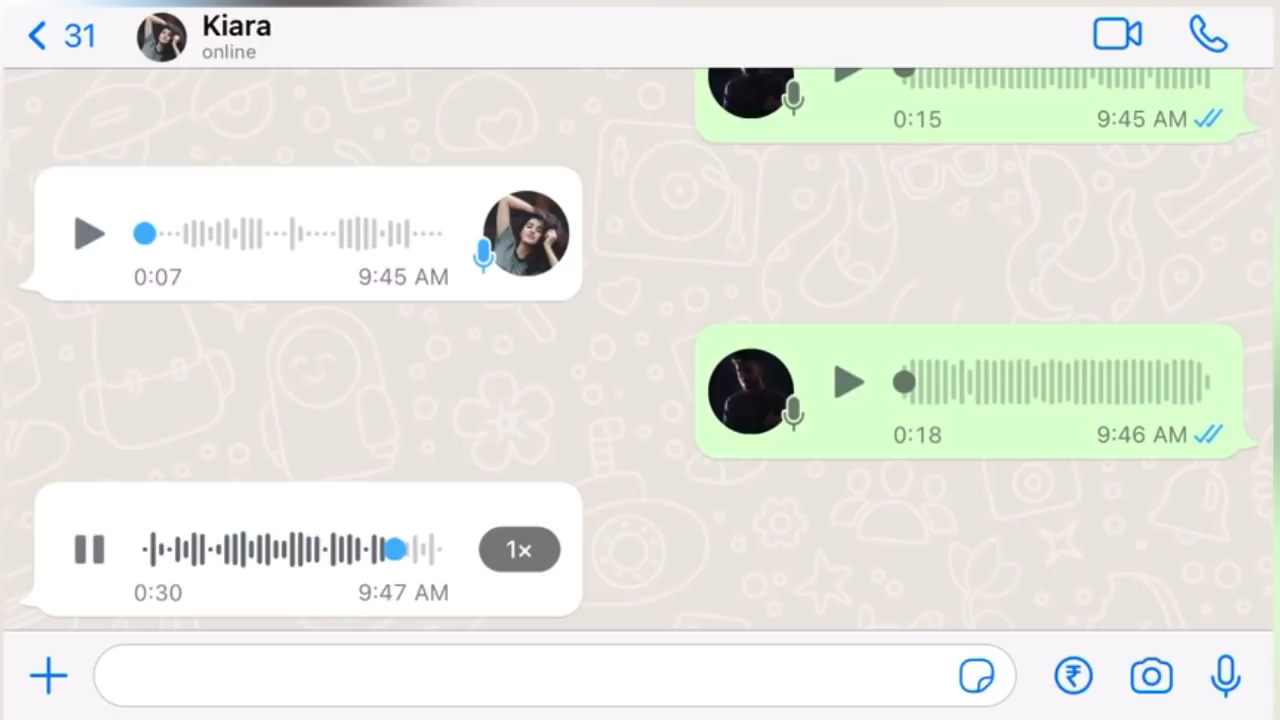 31
Kiara
online
0:15 9:45 AM
0:07 9:45 AM
0:18 9:46 AM
1×
0:30 9:47 AM
₹